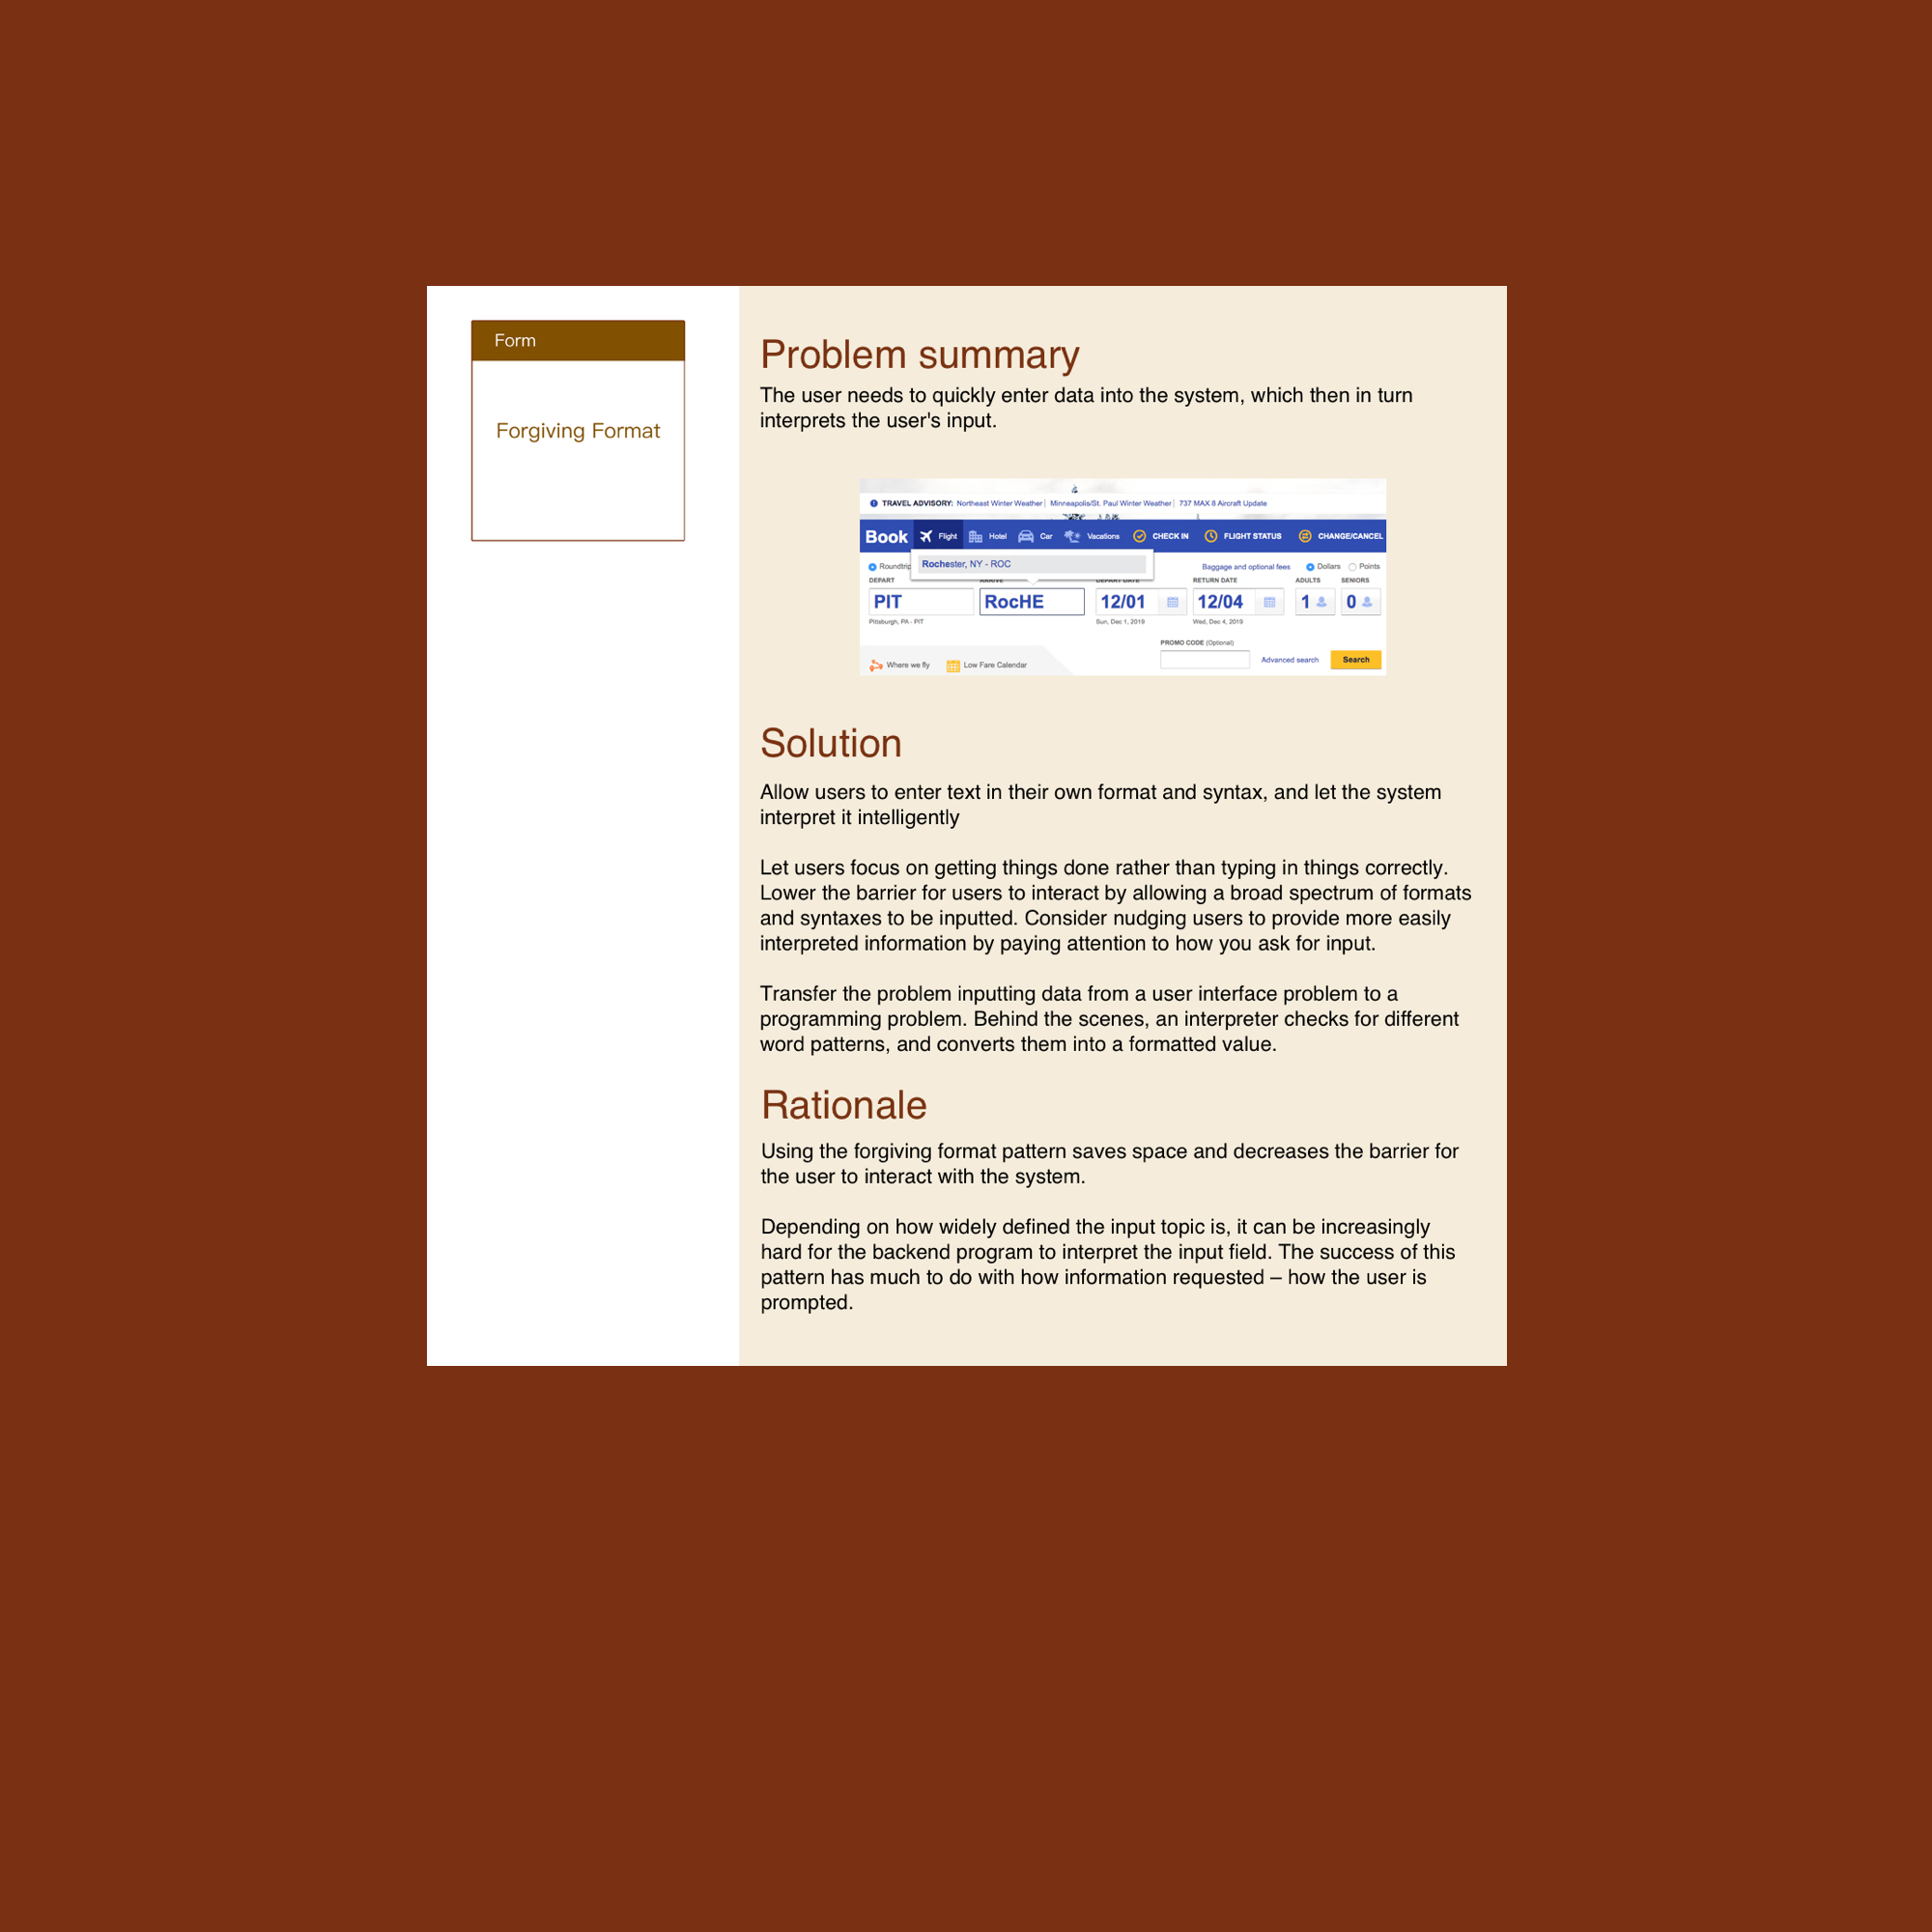 Form
Forgiving Format
Problem summary
The user needs to quickly enter data into the system, which then in turn
interprets the user's input.
TRAVEL ADVISORY: Northeast Winter Weather | Minneapolis/St. Paul Winter Weather | 737 MAX 8 Aircraft Update
Book Flight Hotel Car Vacations CHECK IN FLIGHT STATUS CHANGE/CANCEL
Rochester, NY - ROC
Roundtrip Baggage and optional fees Dollars Points
DEPART ARRIVE DEPART DATE RETURN DATE ADULTS SENIORS
PIT RocHE 12/01 12/04 1 0
Pittsburgh, PA - PIT Sun, Dec 1, 2019 Wed, Dec 4, 2019
PROMO CODE (Optional)
Where we fly Low Fare Calendar Advanced search Search
Solution
Allow users to enter text in their own format and syntax, and let the system
interpret it intelligently
Let users focus on getting things done rather than typing in things correctly.
Lower the barrier for users to interact by allowing a broad spectrum of formats
and syntaxes to be inputted. Consider nudging users to provide more easily
interpreted information by paying attention to how you ask for input.
Transfer the problem inputting data from a user interface problem to a
programming problem. Behind the scenes, an interpreter checks for different
word patterns, and converts them into a formatted value.
Rationale
Using the forgiving format pattern saves space and decreases the barrier for
the user to interact with the system.
Depending on how widely defined the input topic is, it can be increasingly
hard for the backend program to interpret the input field. The success of this
pattern has much to do with how information requested – how the user is
prompted.